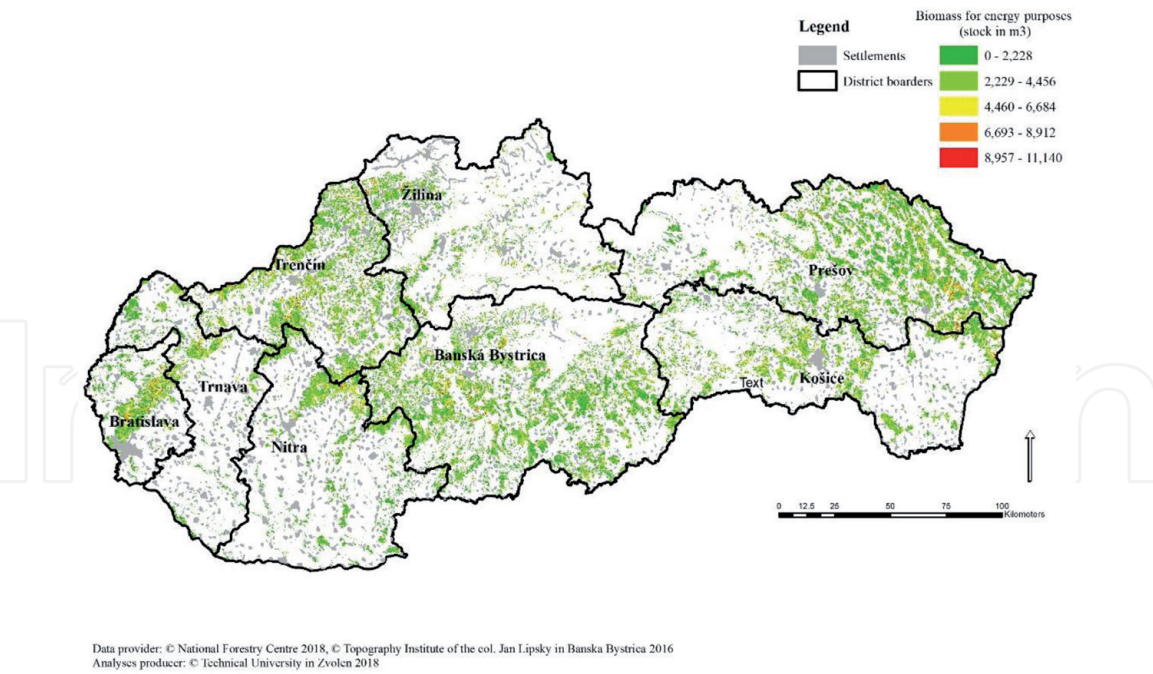 Legend
Settlements
District boarders
Biomass for energy purposes
(stock in m3)
0 - 2,228
2,229 - 4,456
4,460 - 6,684
6,693 - 8,912
8,957 - 11,140
Žilina
Trenčín
Prešov
Banská Bystrica
Text
Košice
Trnava
Bratislava
Nitra
0 12.5 25 50 75 100
Kilomotors
Data provider: © National Forestry Centre 2018, © Topography Institute of the col. Jan Lipsky in Banska Bystrica 2016
Analyses producer: © Technical University in Zvolen 2018